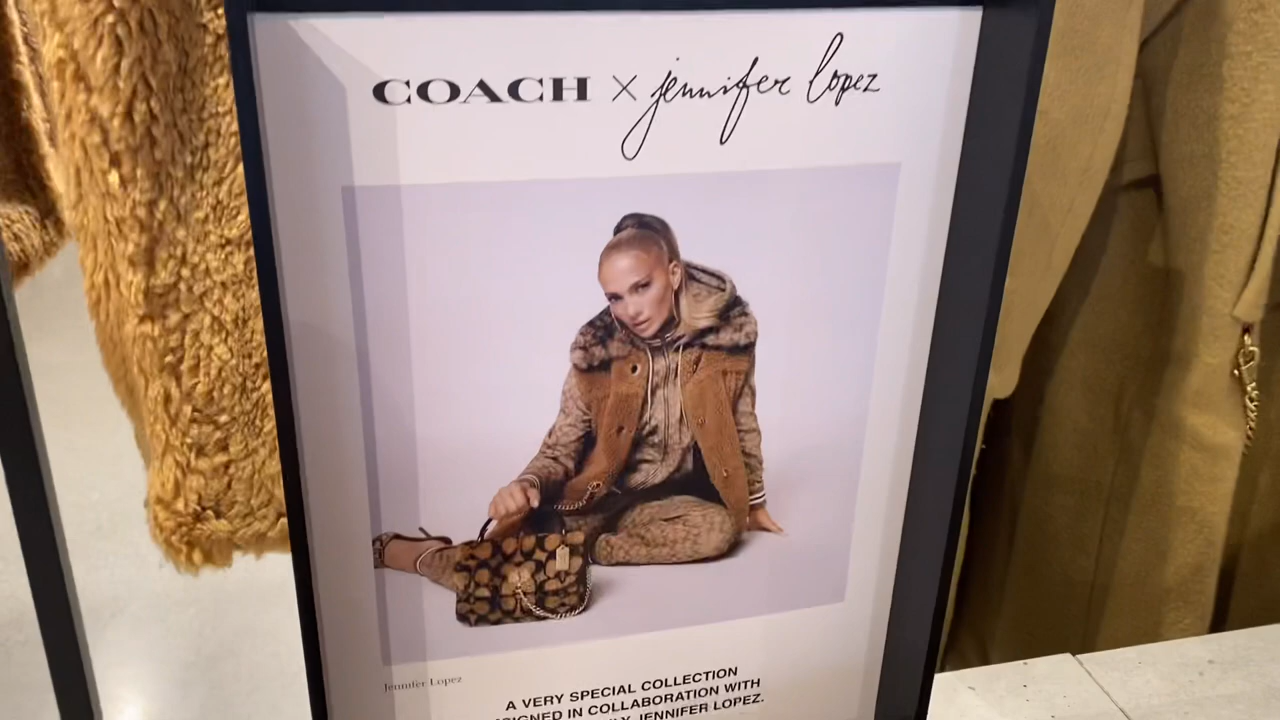 COACH × jennifer lopez
Jennifer Lopez
A VERY SPECIAL COLLECTION
IN COLLABORATION WITH
JENNIFER LOPEZ.